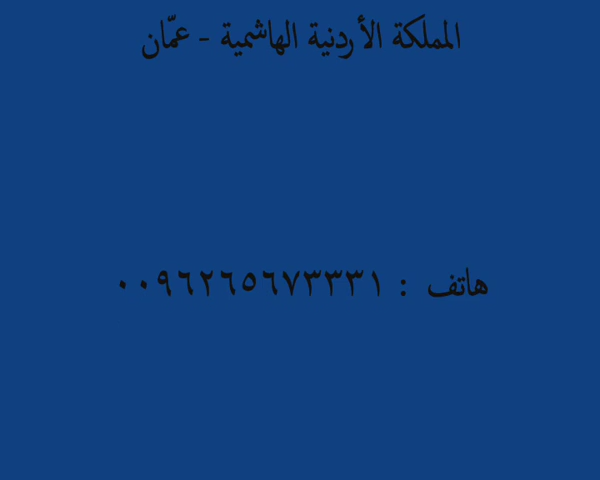 المملكة الأردنية الهاشمية - عمّان
هاتف : ٠٠٩٦٢٦٥٦٧٣٣٣١